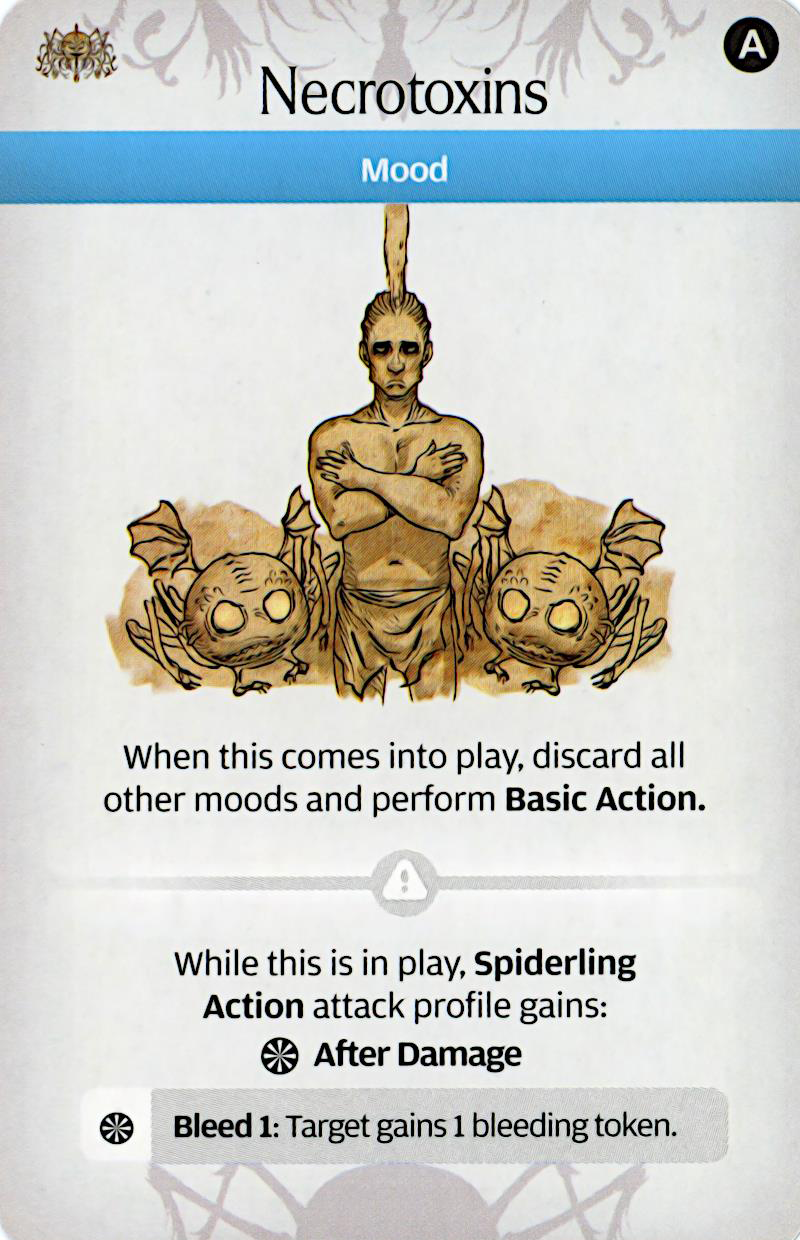 A
Necrotoxins
Mood
When this comes into play, discard all
other moods and perform Basic Action.
While this is in play, Spiderling
Action attack profile gains:
After Damage
Bleed 1: Target gains 1 bleeding token.